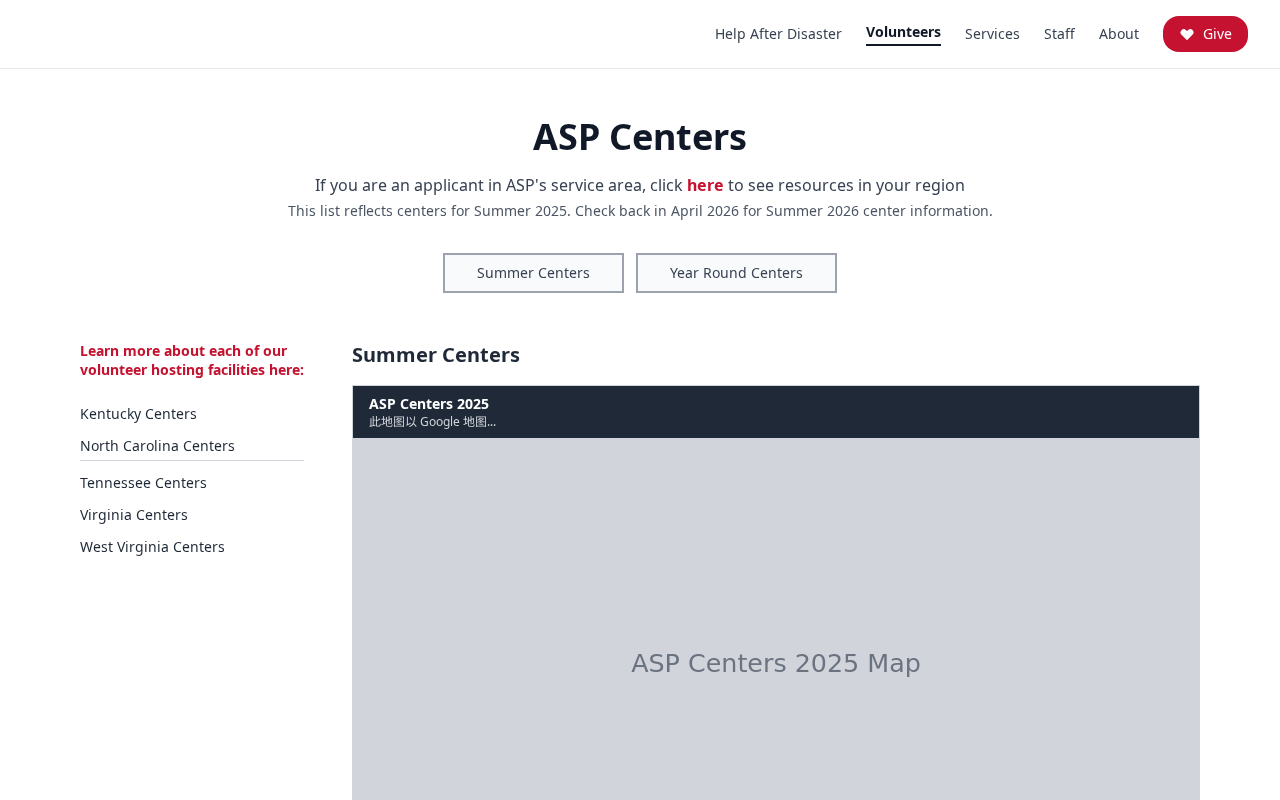 Help After Disaster
Volunteers
Services
Staff
About
Give
ASP Centers
If you are an applicant in ASP's service area, click here to see resources in your region
This list reflects centers for Summer 2025. Check back in April 2026 for Summer 2026 center information.
Summer Centers
Year Round Centers
Learn more about each of our
volunteer hosting facilities here:
Kentucky Centers
North Carolina Centers
Tennessee Centers
Virginia Centers
West Virginia Centers
Summer Centers
ASP Centers 2025
此地图以 Google 地图...
ASP Centers 2025 Map